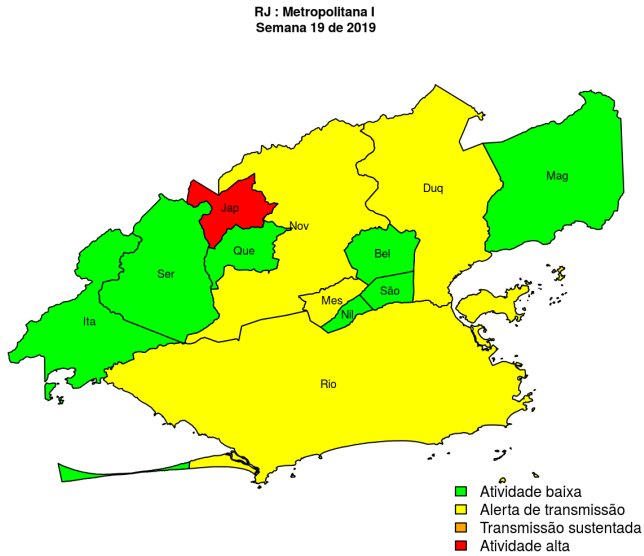 RJ : Metropolitana I
Semana 19 de 2019
Mag
Duq
Jap
Nov
Que
Bel
Ser
São
Mes
Nil
Ita
Rio
Atividade baixa
Alerta de transmissão
Transmissão sustentada
Atividade alta